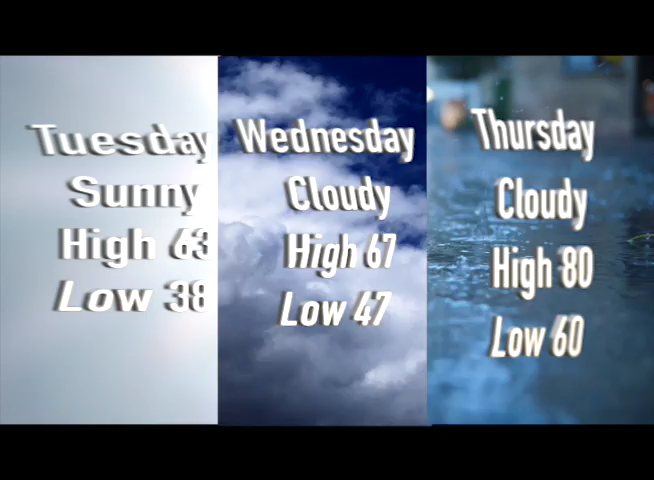 Tuesday
Sunny
High 63
Low 38
Wednesday
Cloudy
High 67
Low 47
Thursday
Cloudy
High 80
Low 60